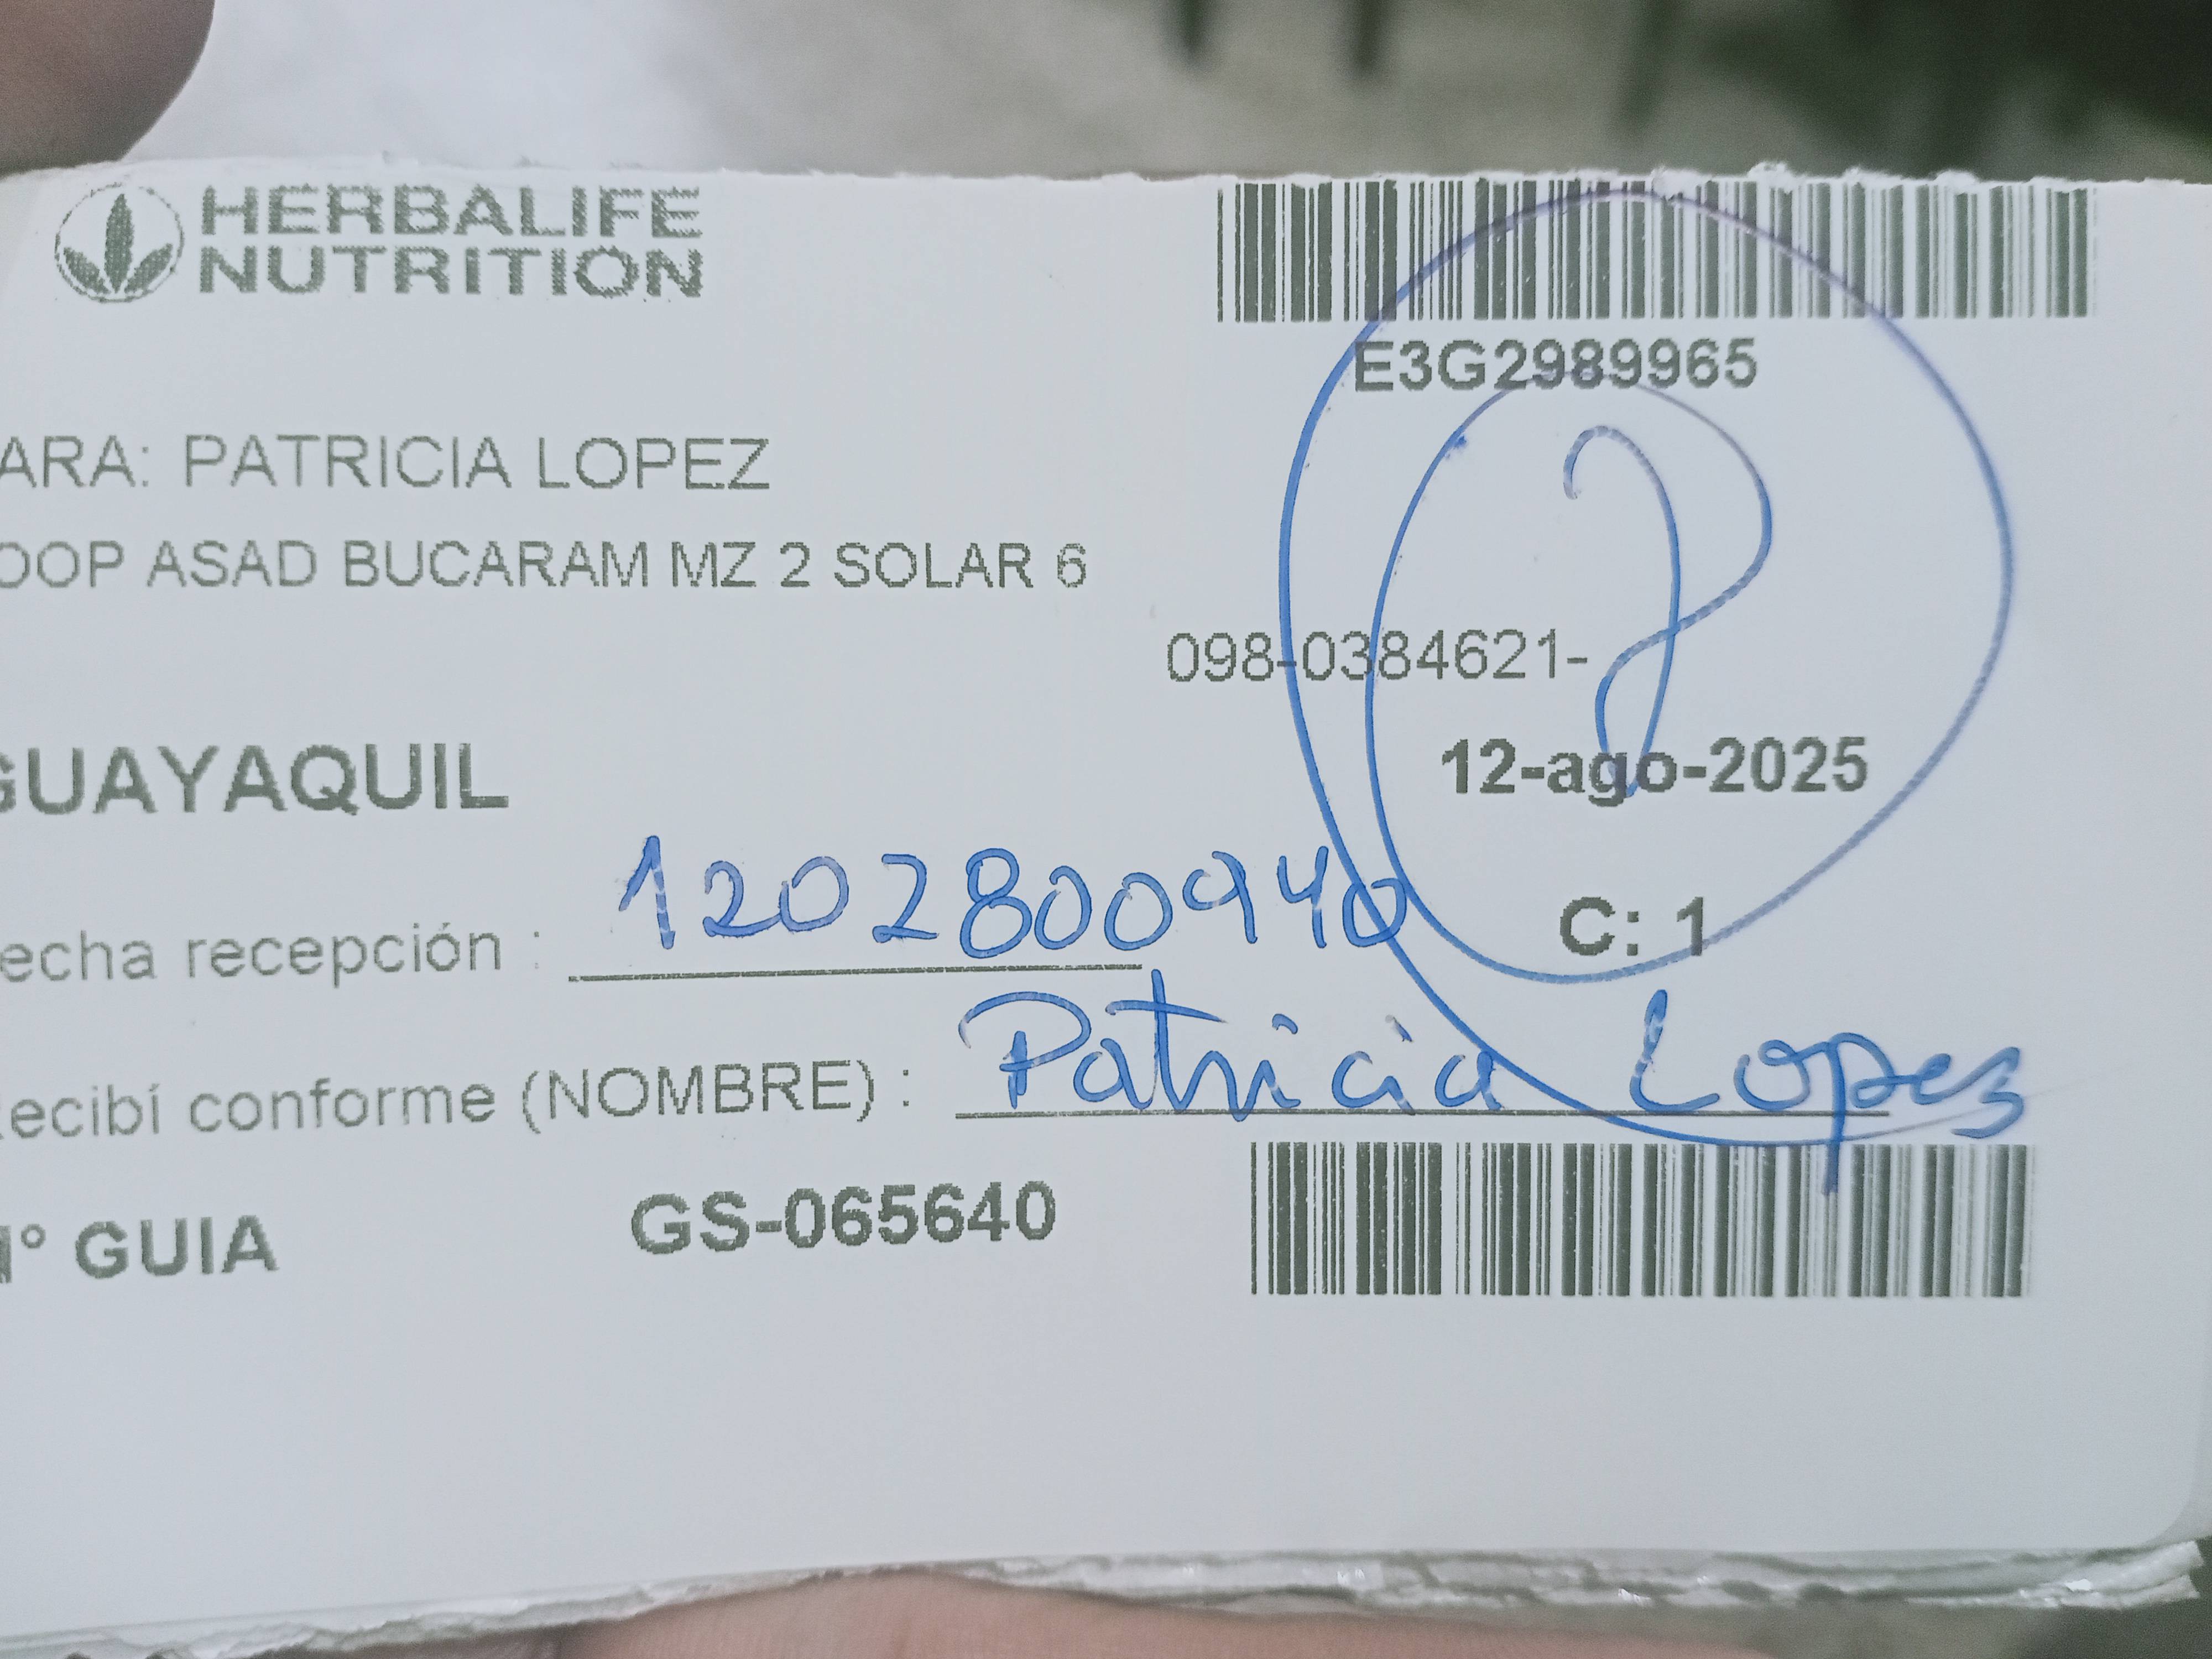 HERBALIFE
NUTRITION
E3G2989965
ARA: PATRICIA LOPEZ
OOP ASAD BUCARAM MZ 2 SOLAR 6
098-0384621-
GUAYAQUIL
12-ago-2025
C: 1
echa recepción : 1202800940
ecibí conforme (NOMBRE) : Patricia Lopez
N° GUIA GS-065640